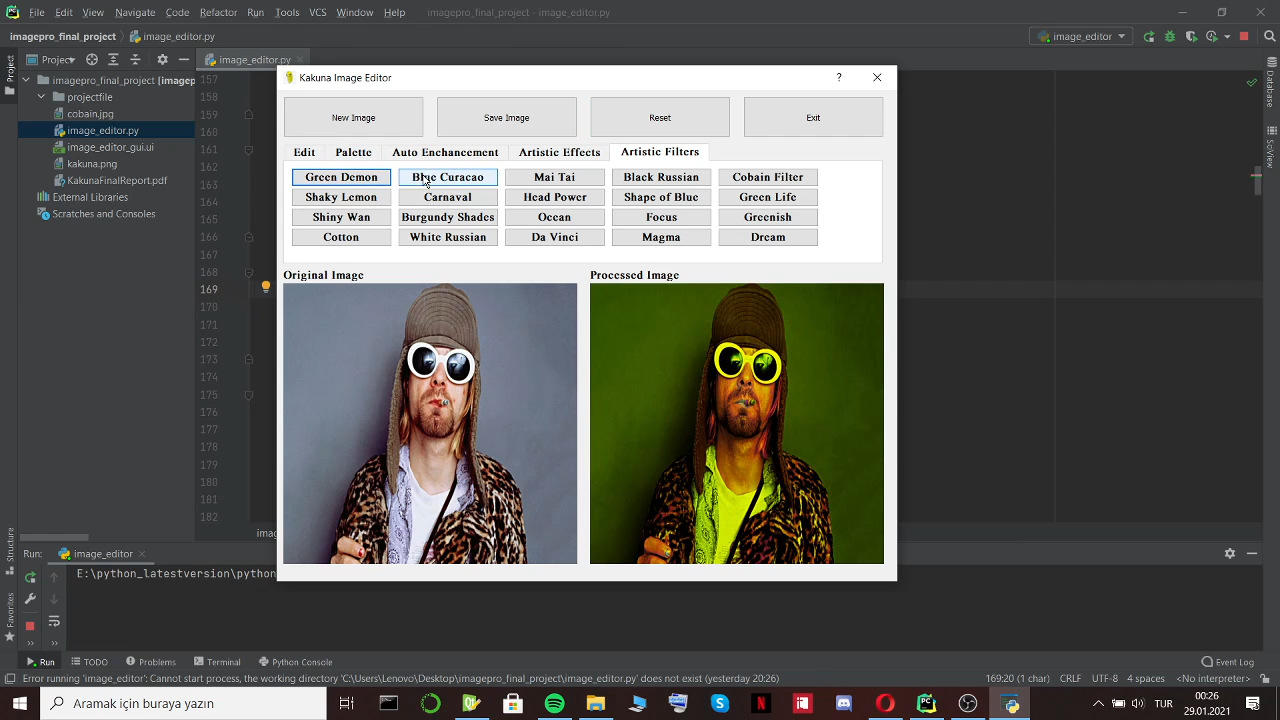 File Edit View Navigate Code Refactor Run Tools VCS Window Help imagepro_final_project - image_editor.py
imagepro_final_project image_editor.py image_editor
Project image_editor.py
imagepro_final_project [imagep
projectfile
cobain.jpg
image_editor.py
image_editor_gui.ui
kakuna.png
KakunaFinalReport.pdf
External Libraries
Scratches and Consoles
Project
Structure
Favorites
Database
SciView
157
158
159
160
161
162
163
164
165
166
167
168
169
170
171
172
173
174
175
176
177
178
179
180
181
182
Kakuna Image Editor ?
New Image Save Image Reset Exit
Edit Palette Auto Enchancement Artistic Effects Artistic Filters
Green Demon Blue Curacao Mai Tai Black Russian Cobain Filter
Shaky Lemon Carnaval Head Power Shape of Blue Green Life
Shiny Wan Burgundy Shades Ocean Focus Greenish
Cotton White Russian Da Vinci Magma Dream
Original Image Processed Image
imag
Run: image_editor
E:\python_latestversion\python
Run TODO Problems Terminal Python Console Event Log
Error running 'image_editor': Cannot start process, the working directory 'C:\Users\Lenovo\Desktop\imagepro_final_project\image_editor.py' does not exist (yesterday 20:26) 169:20 (1 char) CRLF UTF-8 4 spaces <No interpreter>
Aramak için buraya yazın TUR 00:26
29.01.2021